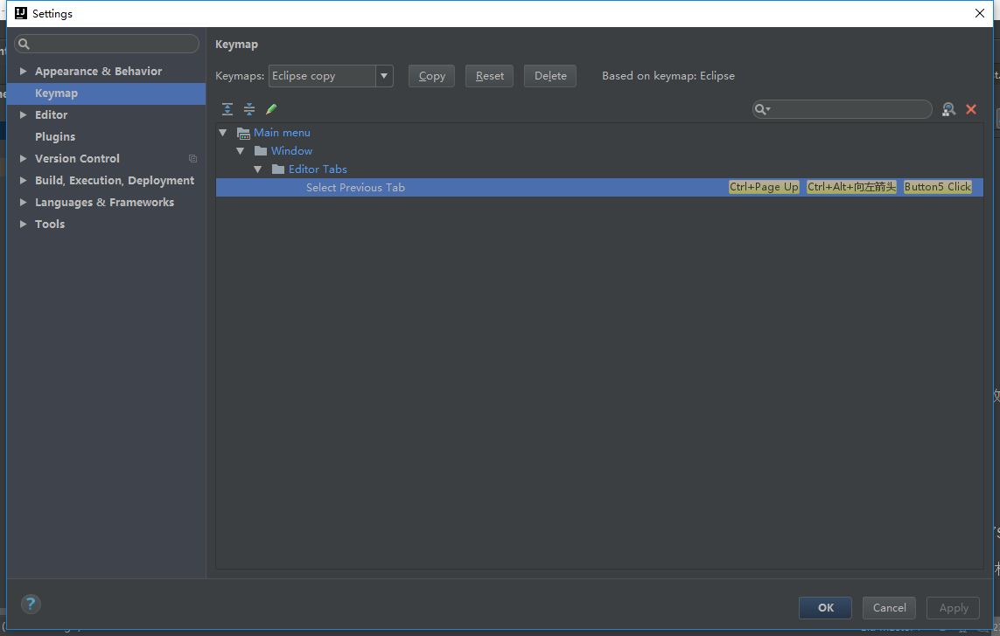 IJ Settings
Keymap
Keymaps: Eclipse copy Copy Reset Delete Based on keymap: Eclipse
Appearance & Behavior
Keymap
Editor
Plugins
Version Control
Build, Execution, Deployment
Languages & Frameworks
Tools
Main menu
Window
Editor Tabs
Select Previous Tab Ctrl+Page Up Ctrl+Alt+向左箭头 Button5 Click
?
OK Cancel Apply